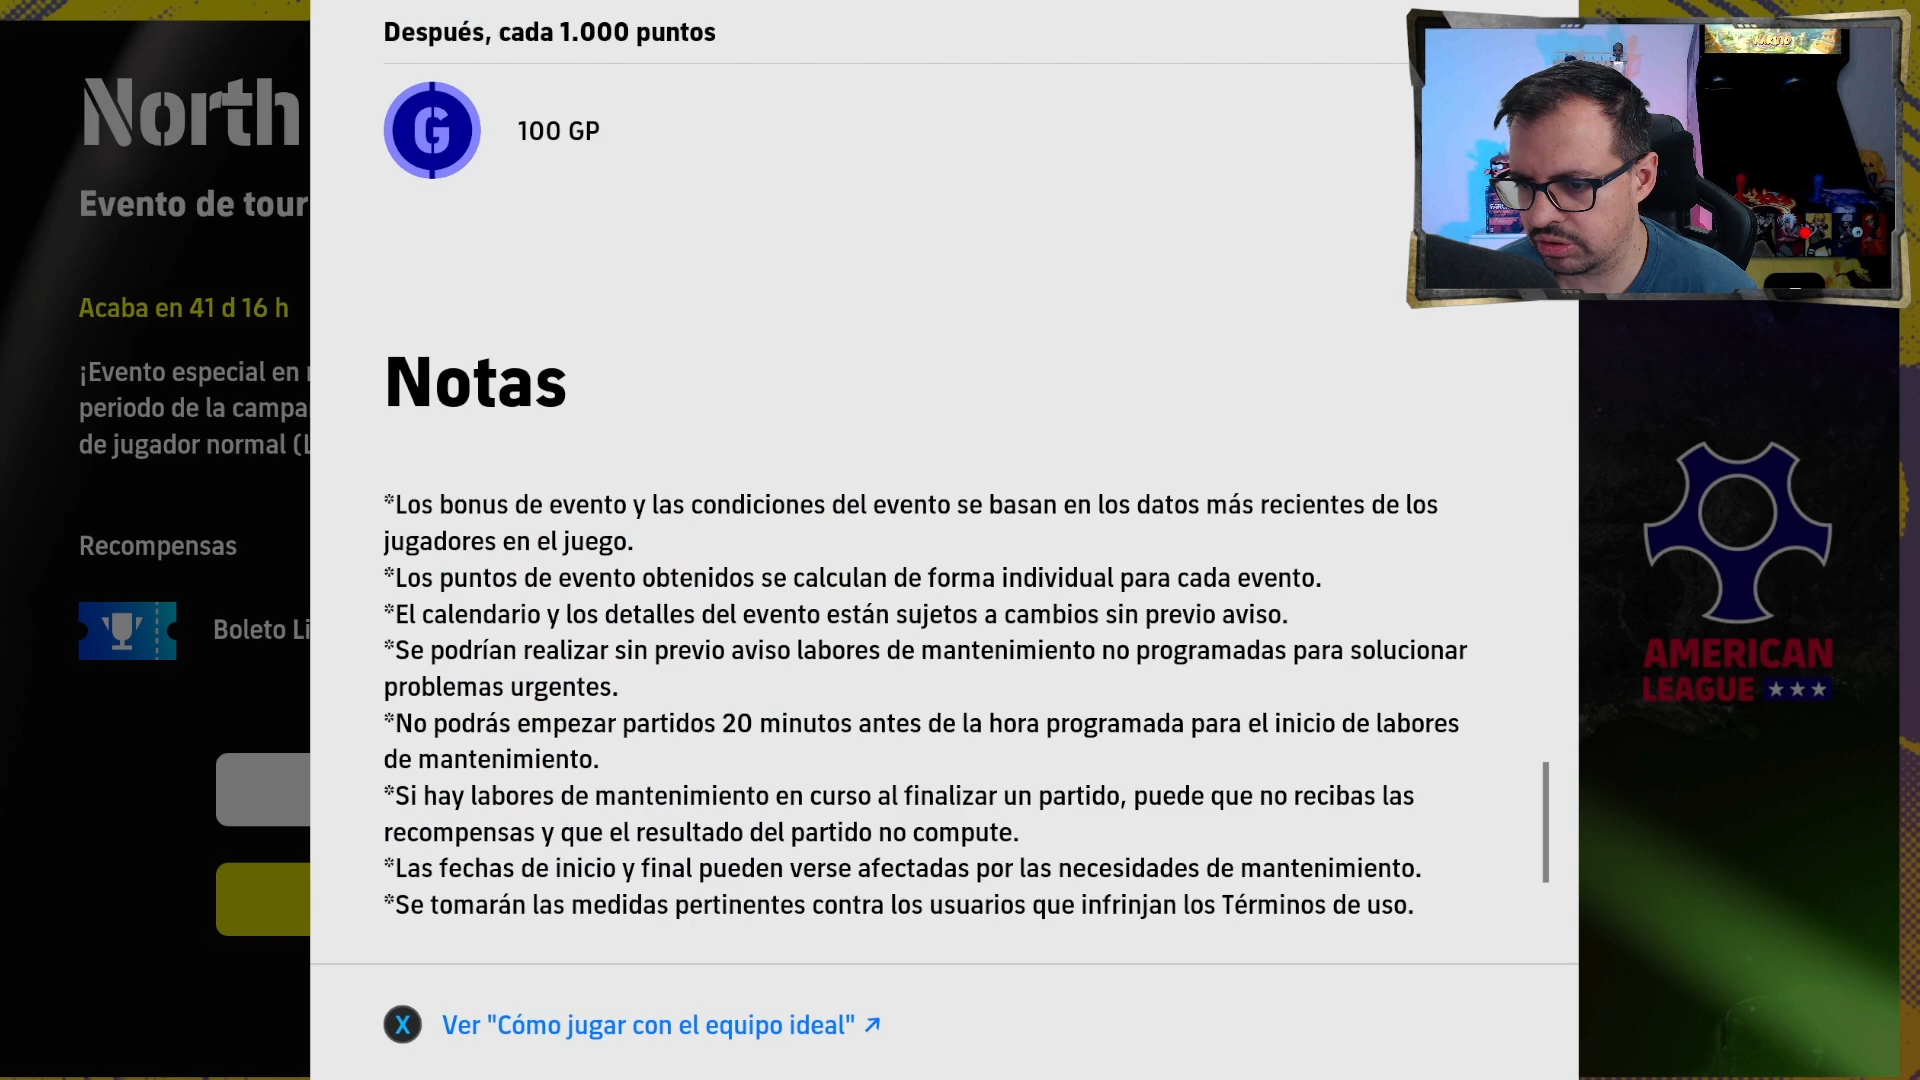 Después, cada 1.000 puntos
100 GP
North
Evento de tour
Acaba en 41 d 16 h
¡Evento especial en
periodo de la campa
de jugador normal (L
Recompensas
Boleto Li
Notas
*Los bonus de evento y las condiciones del evento se basan en los datos más recientes de los
jugadores en el juego.
*Los puntos de evento obtenidos se calculan de forma individual para cada evento.
*El calendario y los detalles del evento están sujetos a cambios sin previo aviso.
*Se podrían realizar sin previo aviso labores de mantenimiento no programadas para solucionar
problemas urgentes.
*No podrás empezar partidos 20 minutos antes de la hora programada para el inicio de labores
de mantenimiento.
*Si hay labores de mantenimiento en curso al finalizar un partido, puede que no recibas las
recompensas y que el resultado del partido no compute.
*Las fechas de inicio y final pueden verse afectadas por las necesidades de mantenimiento.
*Se tomarán las medidas pertinentes contra los usuarios que infrinjan los Términos de uso.
X Ver "Cómo jugar con el equipo ideal"
AMERICAN
LEAGUE